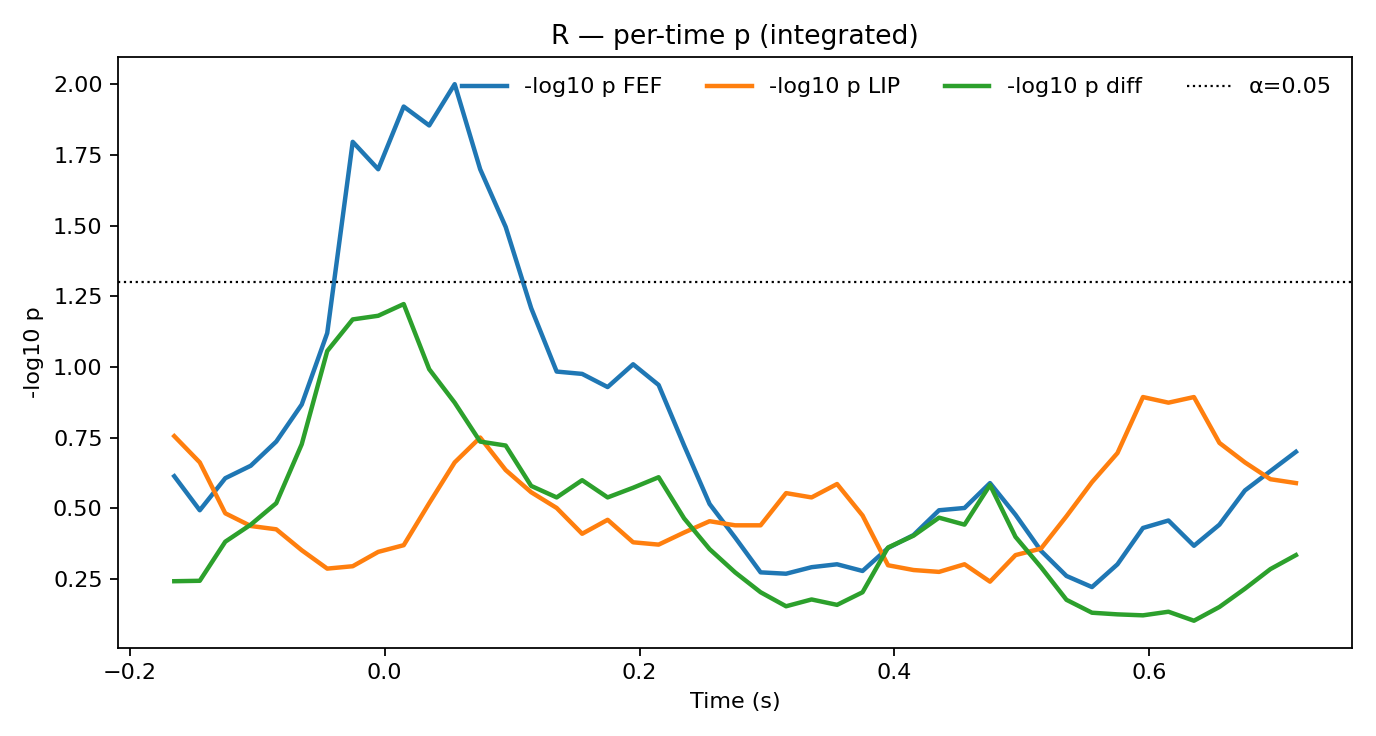 R — per-time p (integrated)
-log10 p FEF
-log10 p LIP
-log10 p diff
α=0.05
-log10 p
2.00
1.75
1.50
1.25
1.00
0.75
0.50
0.25
−0.2
0.0
0.2
0.4
0.6
Time (s)